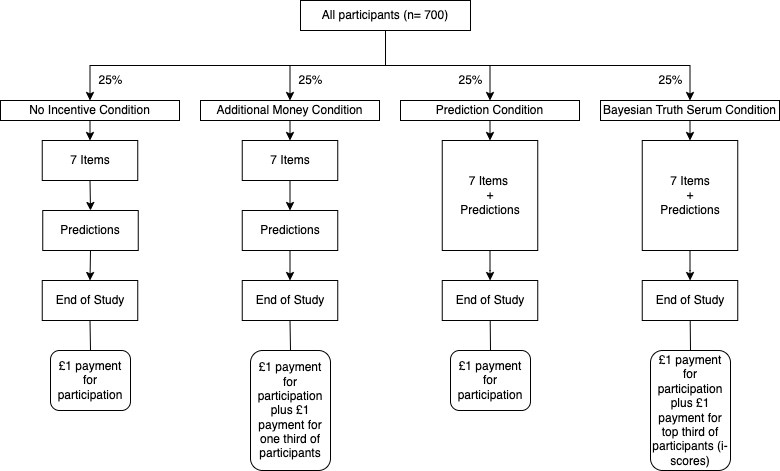 All participants (n= 700)
25%
25%
25%
25%
No Incentive Condition
Additional Money Condition
Prediction Condition
Bayesian Truth Serum Condition
7 Items
7 Items
7 Items
+
Predictions
7 Items
+
Predictions
Predictions
Predictions
End of Study
End of Study
End of Study
End of Study
£1 payment
for
participation
£1 payment
for
participation
plus £1
payment for
one third of
participants
£1 payment
for
participation
£1 payment
for
participation
plus £1
payment for
top third of
participants (i-
scores)